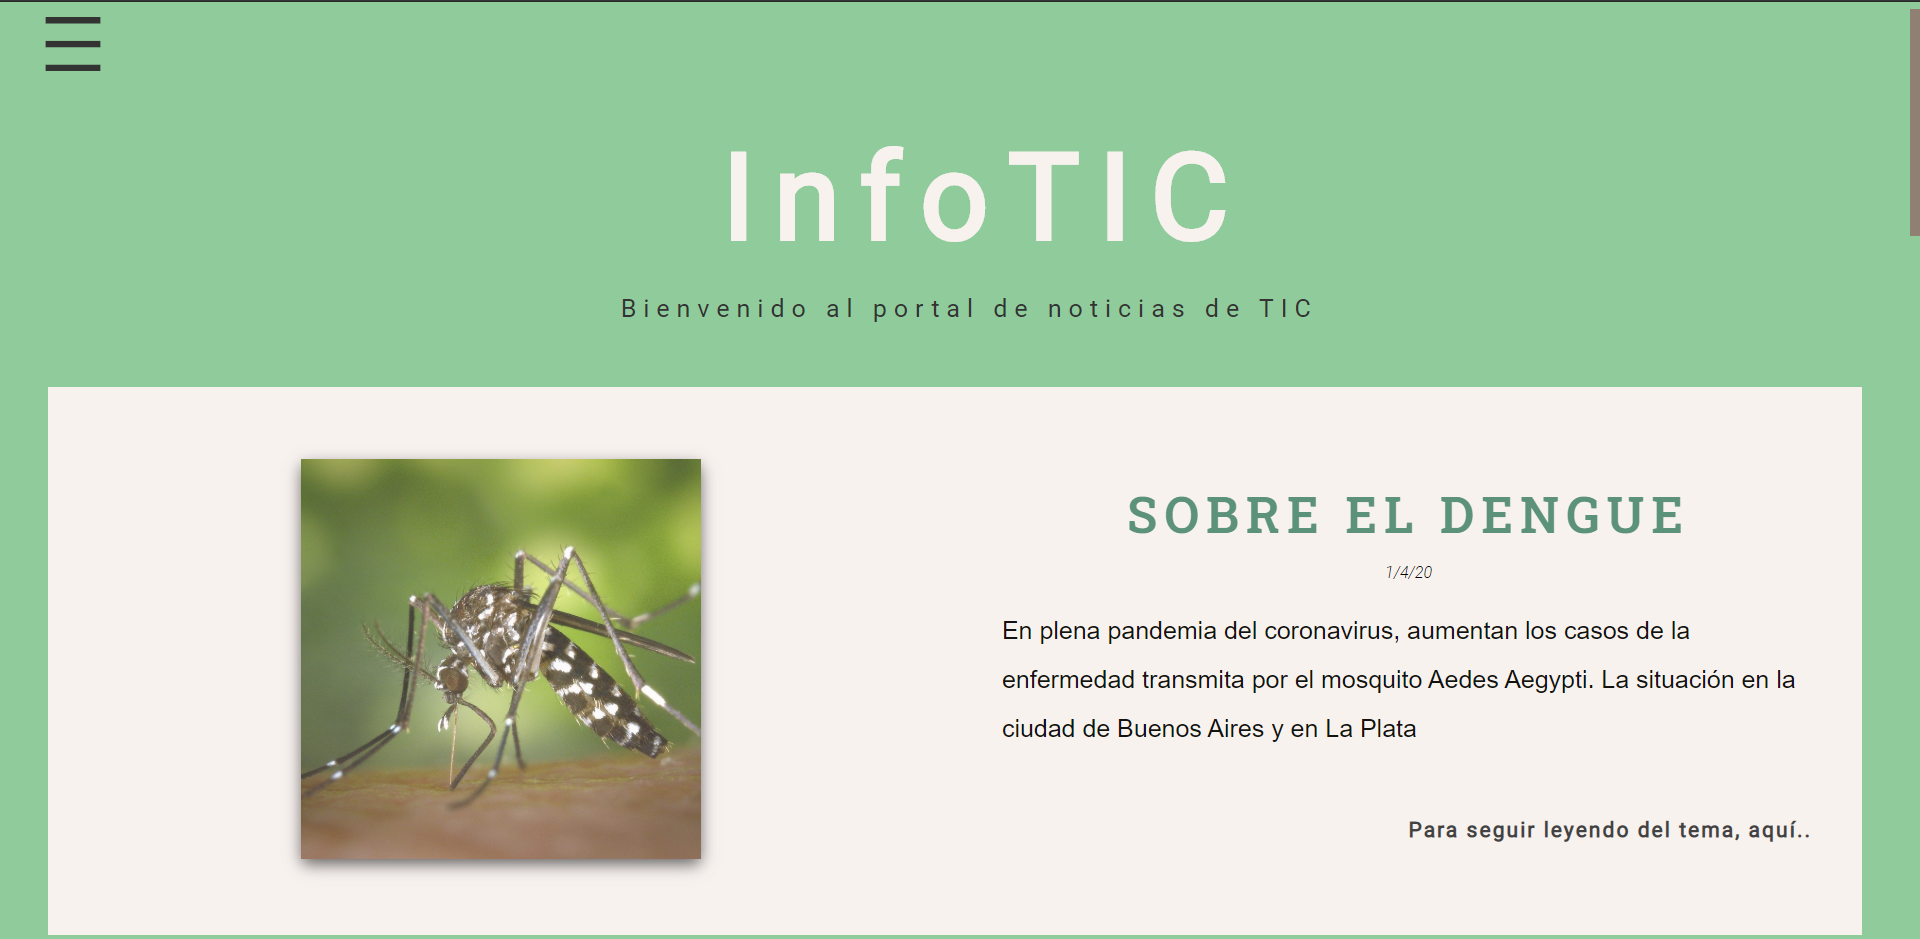 InfoTIC
Bienvenido al portal de noticias de TIC
SOBRE EL DENGUE
1/4/20
En plena pandemia del coronavirus, aumentan los casos de la
enfermedad transmita por el mosquito Aedes Aegypti. La situación en la
ciudad de Buenos Aires y en La Plata
Para seguir leyendo del tema, aquí..